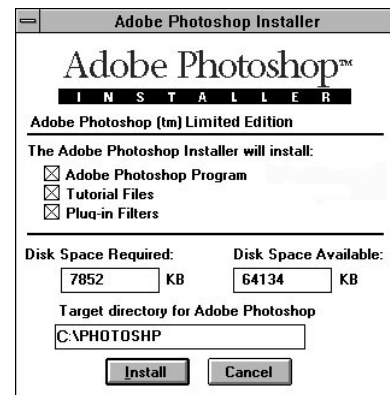 Adobe Photoshop Installer
Adobe Photoshop™
INSTALLER
Adobe Photoshop (tm) Limited Edition
The Adobe Photoshop Installer will install:
Adobe Photoshop Program
Tutorial Files
Plug-in Filters
Disk Space Required: Disk Space Available:
7852 KB 64134 KB
Target directory for Adobe Photoshop
C:\PHOTOSHP
Install Cancel